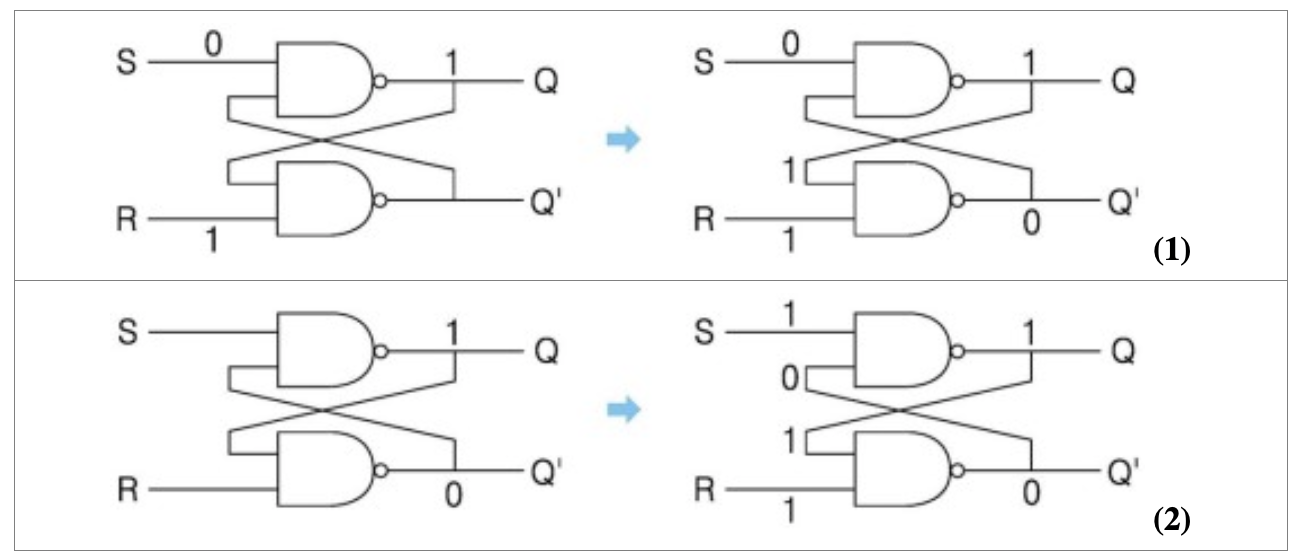 0 1 0 1
S Q S Q
1
R Q' R Q'
1 1 0
(1)
1 1 1
S Q S Q
0
1
R Q' R Q'
0 1 0
(2)